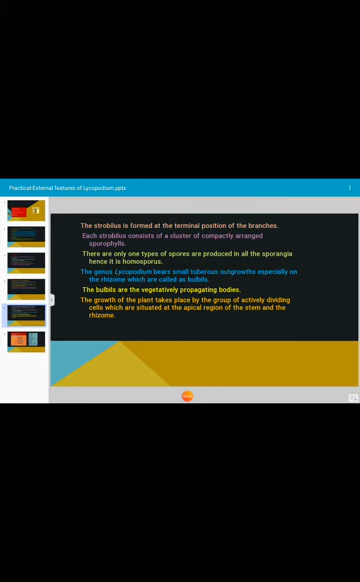 Practical-External features of Lycopodium.pptx
The strobilus is formed at the terminal position of the branches.
Each strobilus consists of a cluster of compactly arranged
sporophylls.
There are only one types of spores are produced in all the sporangia
hence it is homosporus.
The genus Lycopodium bears small tuberous outgrowths especially on
the rhizome which are called as bulbils.
The bulbils are the vegetatively propagating bodies.
The growth of the plant takes place by the group of actively dividing
cells which are situated at the apical region of the stem and the
rhizome.